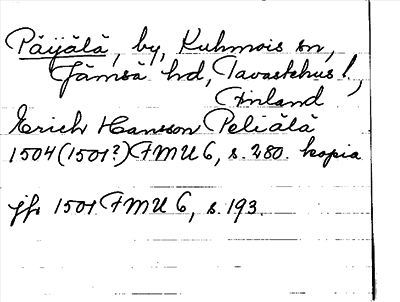 Päijälä, by, Kuhmois sn,
Jämsä hd, Tavastehus l.,
Finland
Erich Hansson Peliälä
1504 (1501?) FMU 6, s. 280. kopia
jfr 1501 FMU 6, s. 193.